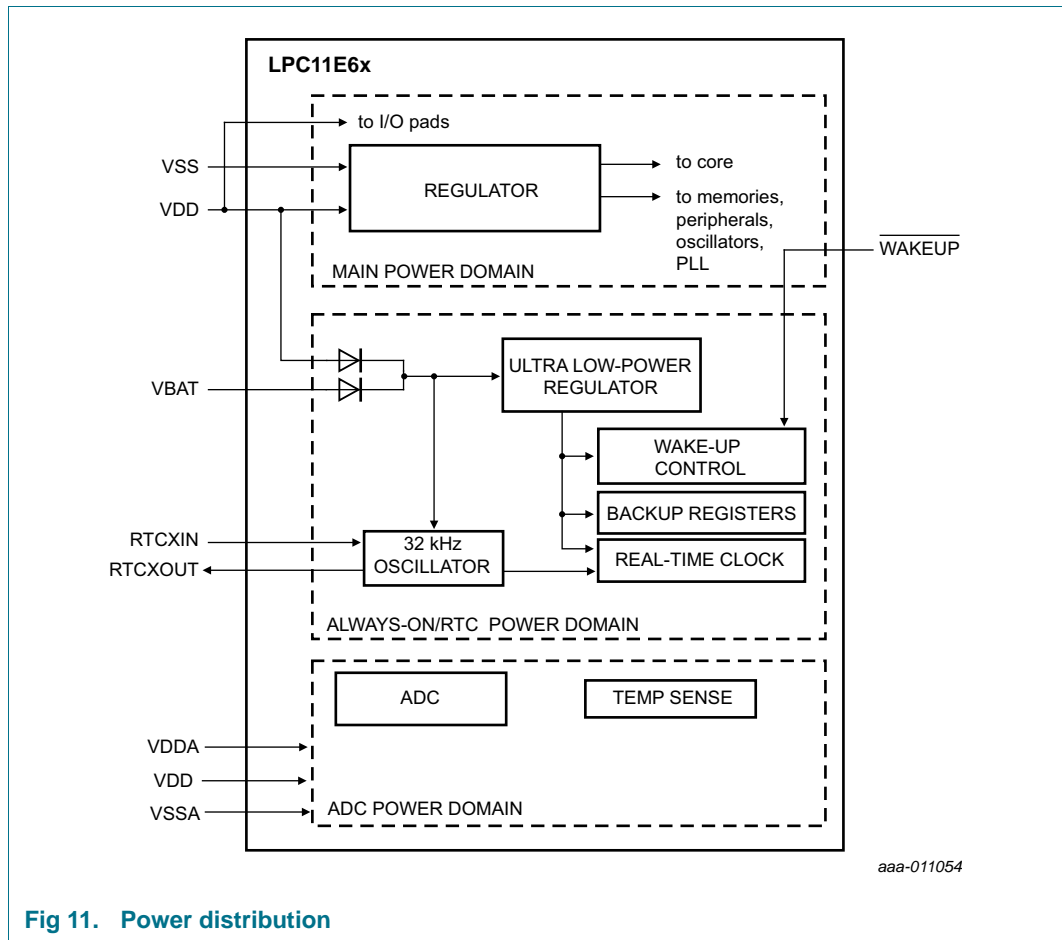 LPC11E6x
to I/O pads
VSS
REGULATOR
to core
VDD
to memories,
peripherals,
oscillators,
PLL
WAKEUP
MAIN POWER DOMAIN
ULTRA LOW-POWER
REGULATOR
VBAT
WAKE-UP
CONTROL
BACKUP REGISTERS
RTCXIN
RTCXOUT
32 kHz
OSCILLATOR
REAL-TIME CLOCK
ALWAYS-ON/RTC POWER DOMAIN
ADC
TEMP SENSE
VDDA
VDD
VSSA
ADC POWER DOMAIN
aaa-011054
Fig 11. Power distribution